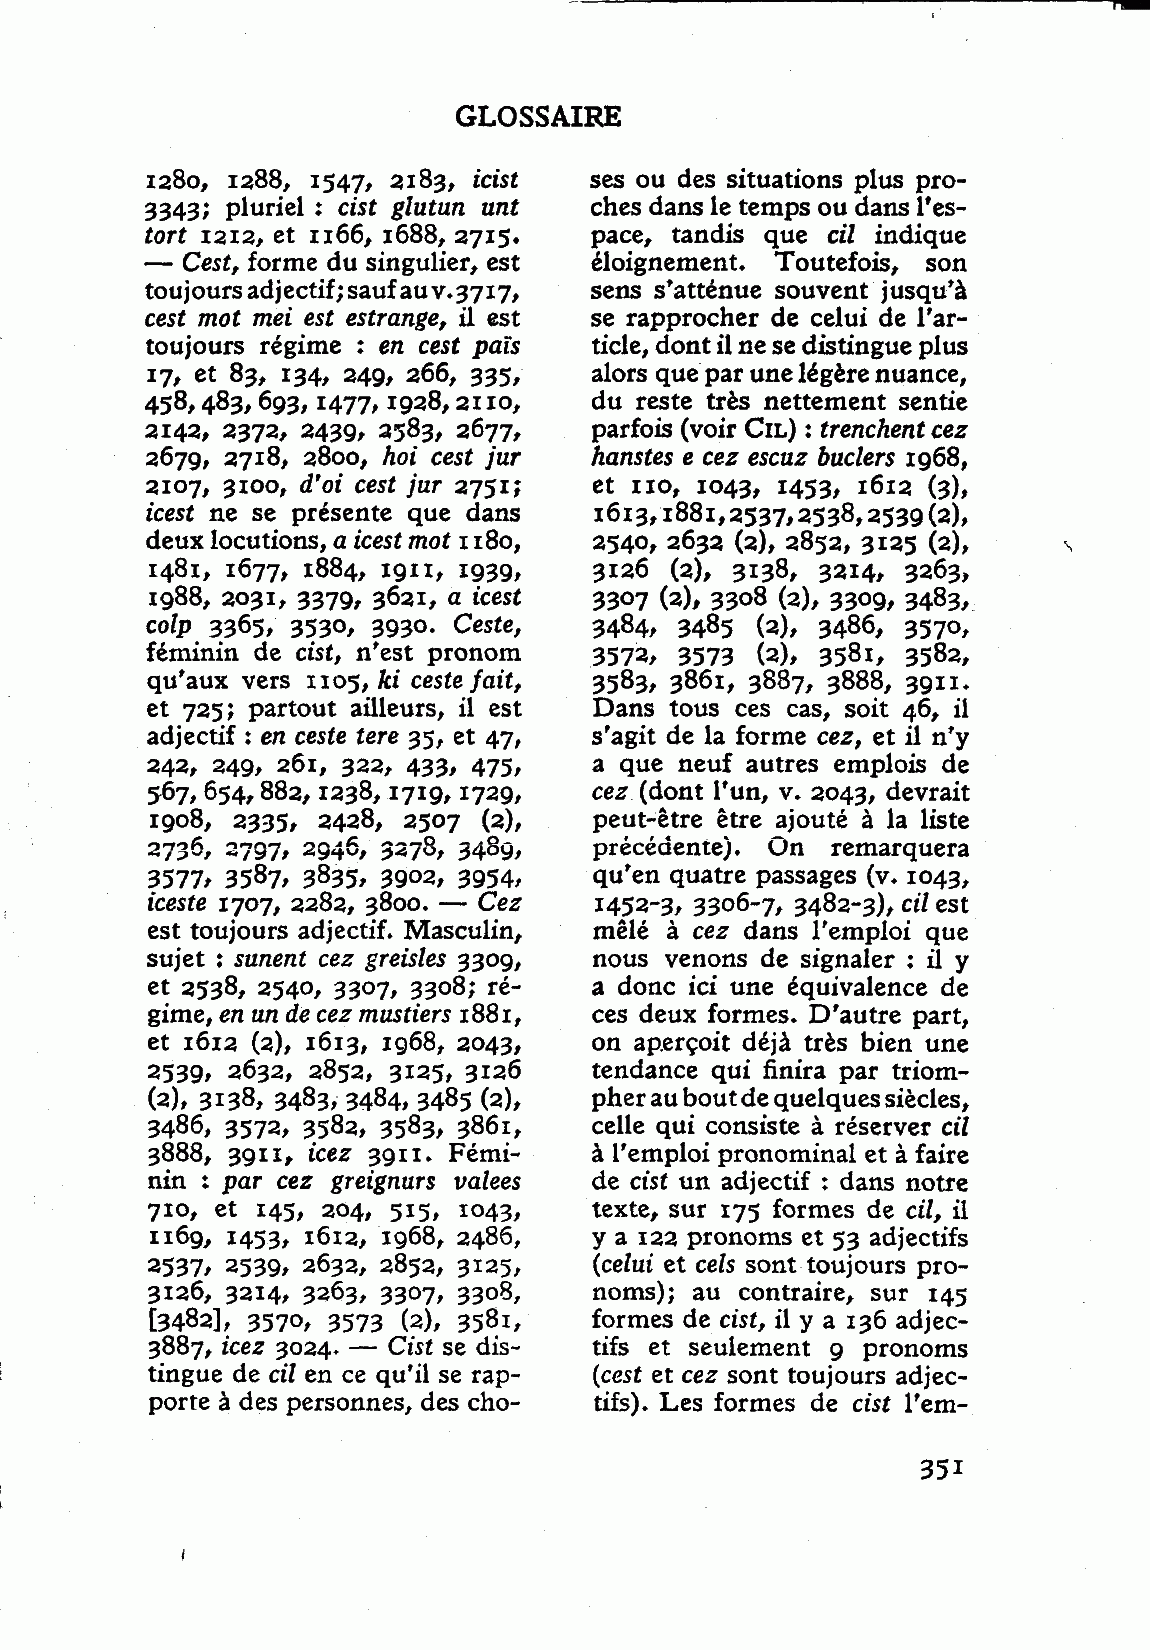 GLOSSAIRE
1280, 1288, 1547, 2183, icist
3343; pluriel : cist glutun unt
tort 1212, et 1166, 1688, 2715.
— Cest, forme du singulier, est
toujours adjectif; sauf au v. 3717,
cest mot mei est estrange, il est
toujours régime : en cest païs
17, et 83, 134, 249, 266, 335,
458, 483, 693, 1477, 1928, 2110,
2142, 2372, 2439, 2583, 2677,
2679, 2718, 2800, hoi cest jur
2107, 3100, d'oi cest jur 2751;
icest ne se présente que dans
deux locutions, a icest mot 1180,
1481, 1677, 1884, 1911, 1939,
1988, 2031, 3379, 3621, a icest
colp 3365, 3530, 3930. Ceste,
féminin de cist, n'est pronom
qu'aux vers 1105, ki ceste fait,
et 725; partout ailleurs, il est
adjectif : en ceste tere 35, et 47,
242, 249, 261, 322, 433, 475,
567, 654, 882, 1238, 1719, 1729,
1908, 2335, 2428, 2507 (2),
2736, 2797, 2946, 3278, 3489,
3577, 3587, 3835, 3902, 3954,
iceste 1707, 2282, 3800. — Cez
est toujours adjectif. Masculin,
sujet : sunent cez greisles 3309,
et 2538, 2540, 3307, 3308; ré-
gime, en un de cez mustiers 1881,
et 1612 (2), 1613, 1968, 2043,
2539, 2632, 2852, 3125, 3126
(2), 3138, 3483, 3484, 3485 (2),
3486, 3572, 3582, 3583, 3861,
3888, 3911, icez 3911. Fémi-
nin : par cez greignurs valees
710, et 145, 204, 515, 1043,
1169, 1453, 1612, 1968, 2486,
2537, 2539, 2632, 2852, 3125,
3126, 3214, 3263, 3307, 3308,
[3482], 3570, 3573 (2), 3581,
3887, icez 3024. — Cist se dis-
tingue de cil en ce qu'il se rap-
porte à des personnes, des cho-
ses ou des situations plus pro-
ches dans le temps ou dans l'es-
pace, tandis que cil indique
éloignement. Toutefois, son
sens s'atténue souvent jusqu'à
se rapprocher de celui de l'ar-
ticle, dont il ne se distingue plus
alors que par une légère nuance,
du reste très nettement sentie
parfois (voir CIL) : trenchent cez
hanstes e cez escuz buclers 1968,
et 110, 1043, 1453, 1612 (3),
1613, 1881, 2537, 2538, 2539 (2),
2540, 2632 (2), 2852, 3125 (2),
3126 (2), 3138, 3214, 3263,
3307 (2), 3308 (2), 3309, 3483,
3484, 3485 (2), 3486, 3570,
3572, 3573 (2), 3581, 3582,
3583, 3861, 3887, 3888, 3911.
Dans tous ces cas, soit 46, il
s'agit de la forme cez, et il n'y
a que neuf autres emplois de
cez (dont l'un, v. 2043, devrait
peut-être être ajouté à la liste
précédente). On remarquera
qu'en quatre passages (v. 1043,
1452-3, 3306-7, 3482-3), cil est
mêlé à cez dans l'emploi que
nous venons de signaler : il y
a donc ici une équivalence de
ces deux formes. D'autre part,
on aperçoit déjà très bien une
tendance qui finira par triom-
pher au bout de quelques siècles,
celle qui consiste à réserver cil
à l'emploi pronominal et à faire
de cist un adjectif : dans notre
texte, sur 175 formes de cil, il
y a 122 pronoms et 53 adjectifs
(celui et cels sont toujours pro-
noms); au contraire, sur 145
formes de cist, il y a 136 adjec-
tifs et seulement 9 pronoms
(cest et cez sont toujours adjec-
tifs). Les formes de cist l'em-
351